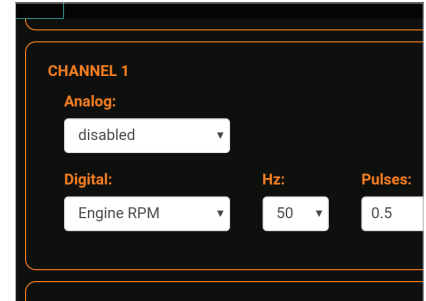 CHANNEL 1
Analog:
disabled
Digital: Hz: Pulses:
Engine RPM 50 0.5